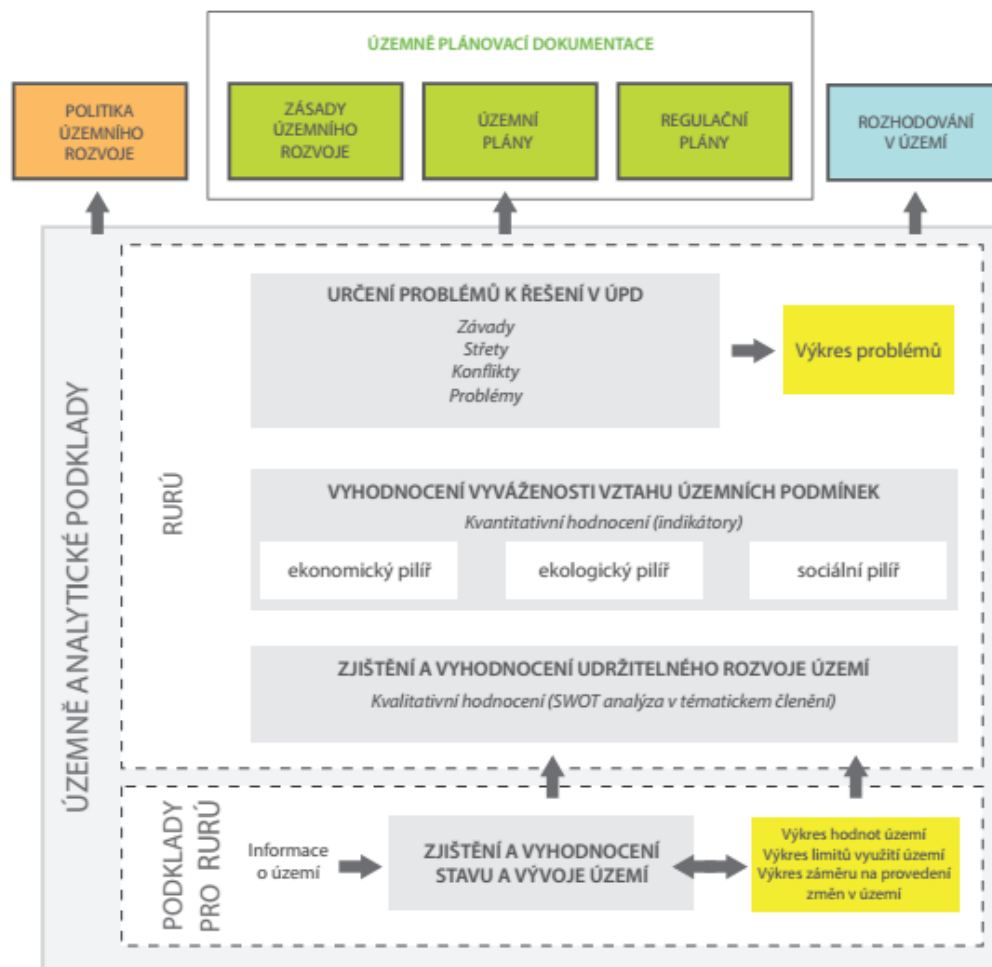 ÚZEMNĚ PLÁNOVACÍ DOKUMENTACE
POLITIKA
ÚZEMNÍHO
ROZVOJE
ZÁSADY
ÚZEMNÍHO
ROZVOJE
ÚZEMNÍ
PLÁNY
REGULAČNÍ
PLÁNY
ROZHODOVÁNÍ
V ÚZEMÍ
ÚZEMNĚ ANALYTICKÉ PODKLADY
RURÚ
URČENÍ PROBLÉMŮ K ŘEŠENÍ V ÚPD
Závady
Střety
Konflikty
Problémy
Výkres problémů
VYHODNOCENÍ VYVÁŽENOSTI VZTAHU ÚZEMNÍCH PODMÍNEK
Kvantitativní hodnocení (indikátory)
ekonomický pilíř
ekologický pilíř
sociální pilíř
ZJIŠTĚNÍ A VYHODNOCENÍ UDRŽITELNÉHO ROZVOJE ÚZEMÍ
Kvalitativní hodnocení (SWOT analýza v tématickem členění)
PODKLADY
PRO RURÚ
Informace
o území
ZJIŠTĚNÍ A VYHODNOCENÍ
STAVU A VÝVOJE ÚZEMÍ
Výkres hodnot území
Výkres limitů využití území
Výkres záměru na provedení
změn v území